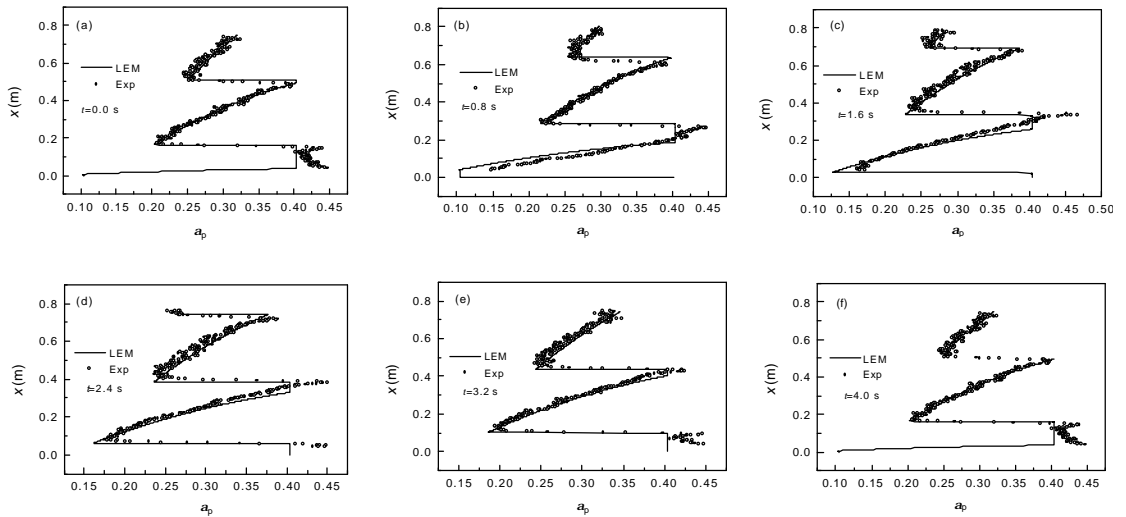 (a)
LEM
Exp
t=0.0 s
x (m)
0.8
0.6
0.4
0.2
0.0
0.10 0.15 0.20 0.25 0.30 0.35 0.40 0.45
a_p
(b)
LEM
Exp
t=0.8 s
x (m)
0.8
0.6
0.4
0.2
0.0
0.10 0.15 0.20 0.25 0.30 0.35 0.40 0.45
a_p
(c)
LEM
Exp
t=1.6 s
x (m)
0.8
0.6
0.4
0.2
0.0
0.10 0.15 0.20 0.25 0.30 0.35 0.40 0.45 0.50
a_p
(d)
LEM
Exp
t=2.4 s
x (m)
0.8
0.6
0.4
0.2
0.0
0.15 0.20 0.25 0.30 0.35 0.40 0.45
a_p
(e)
LEM
Exp
t=3.2 s
x (m)
0.8
0.6
0.4
0.2
0.0
0.15 0.20 0.25 0.30 0.35 0.40 0.45
a_p
(f)
LEM
Exp
t=4.0 s
x (m)
0.8
0.6
0.4
0.2
0.0
0.10 0.15 0.20 0.25 0.30 0.35 0.40 0.45
a_p